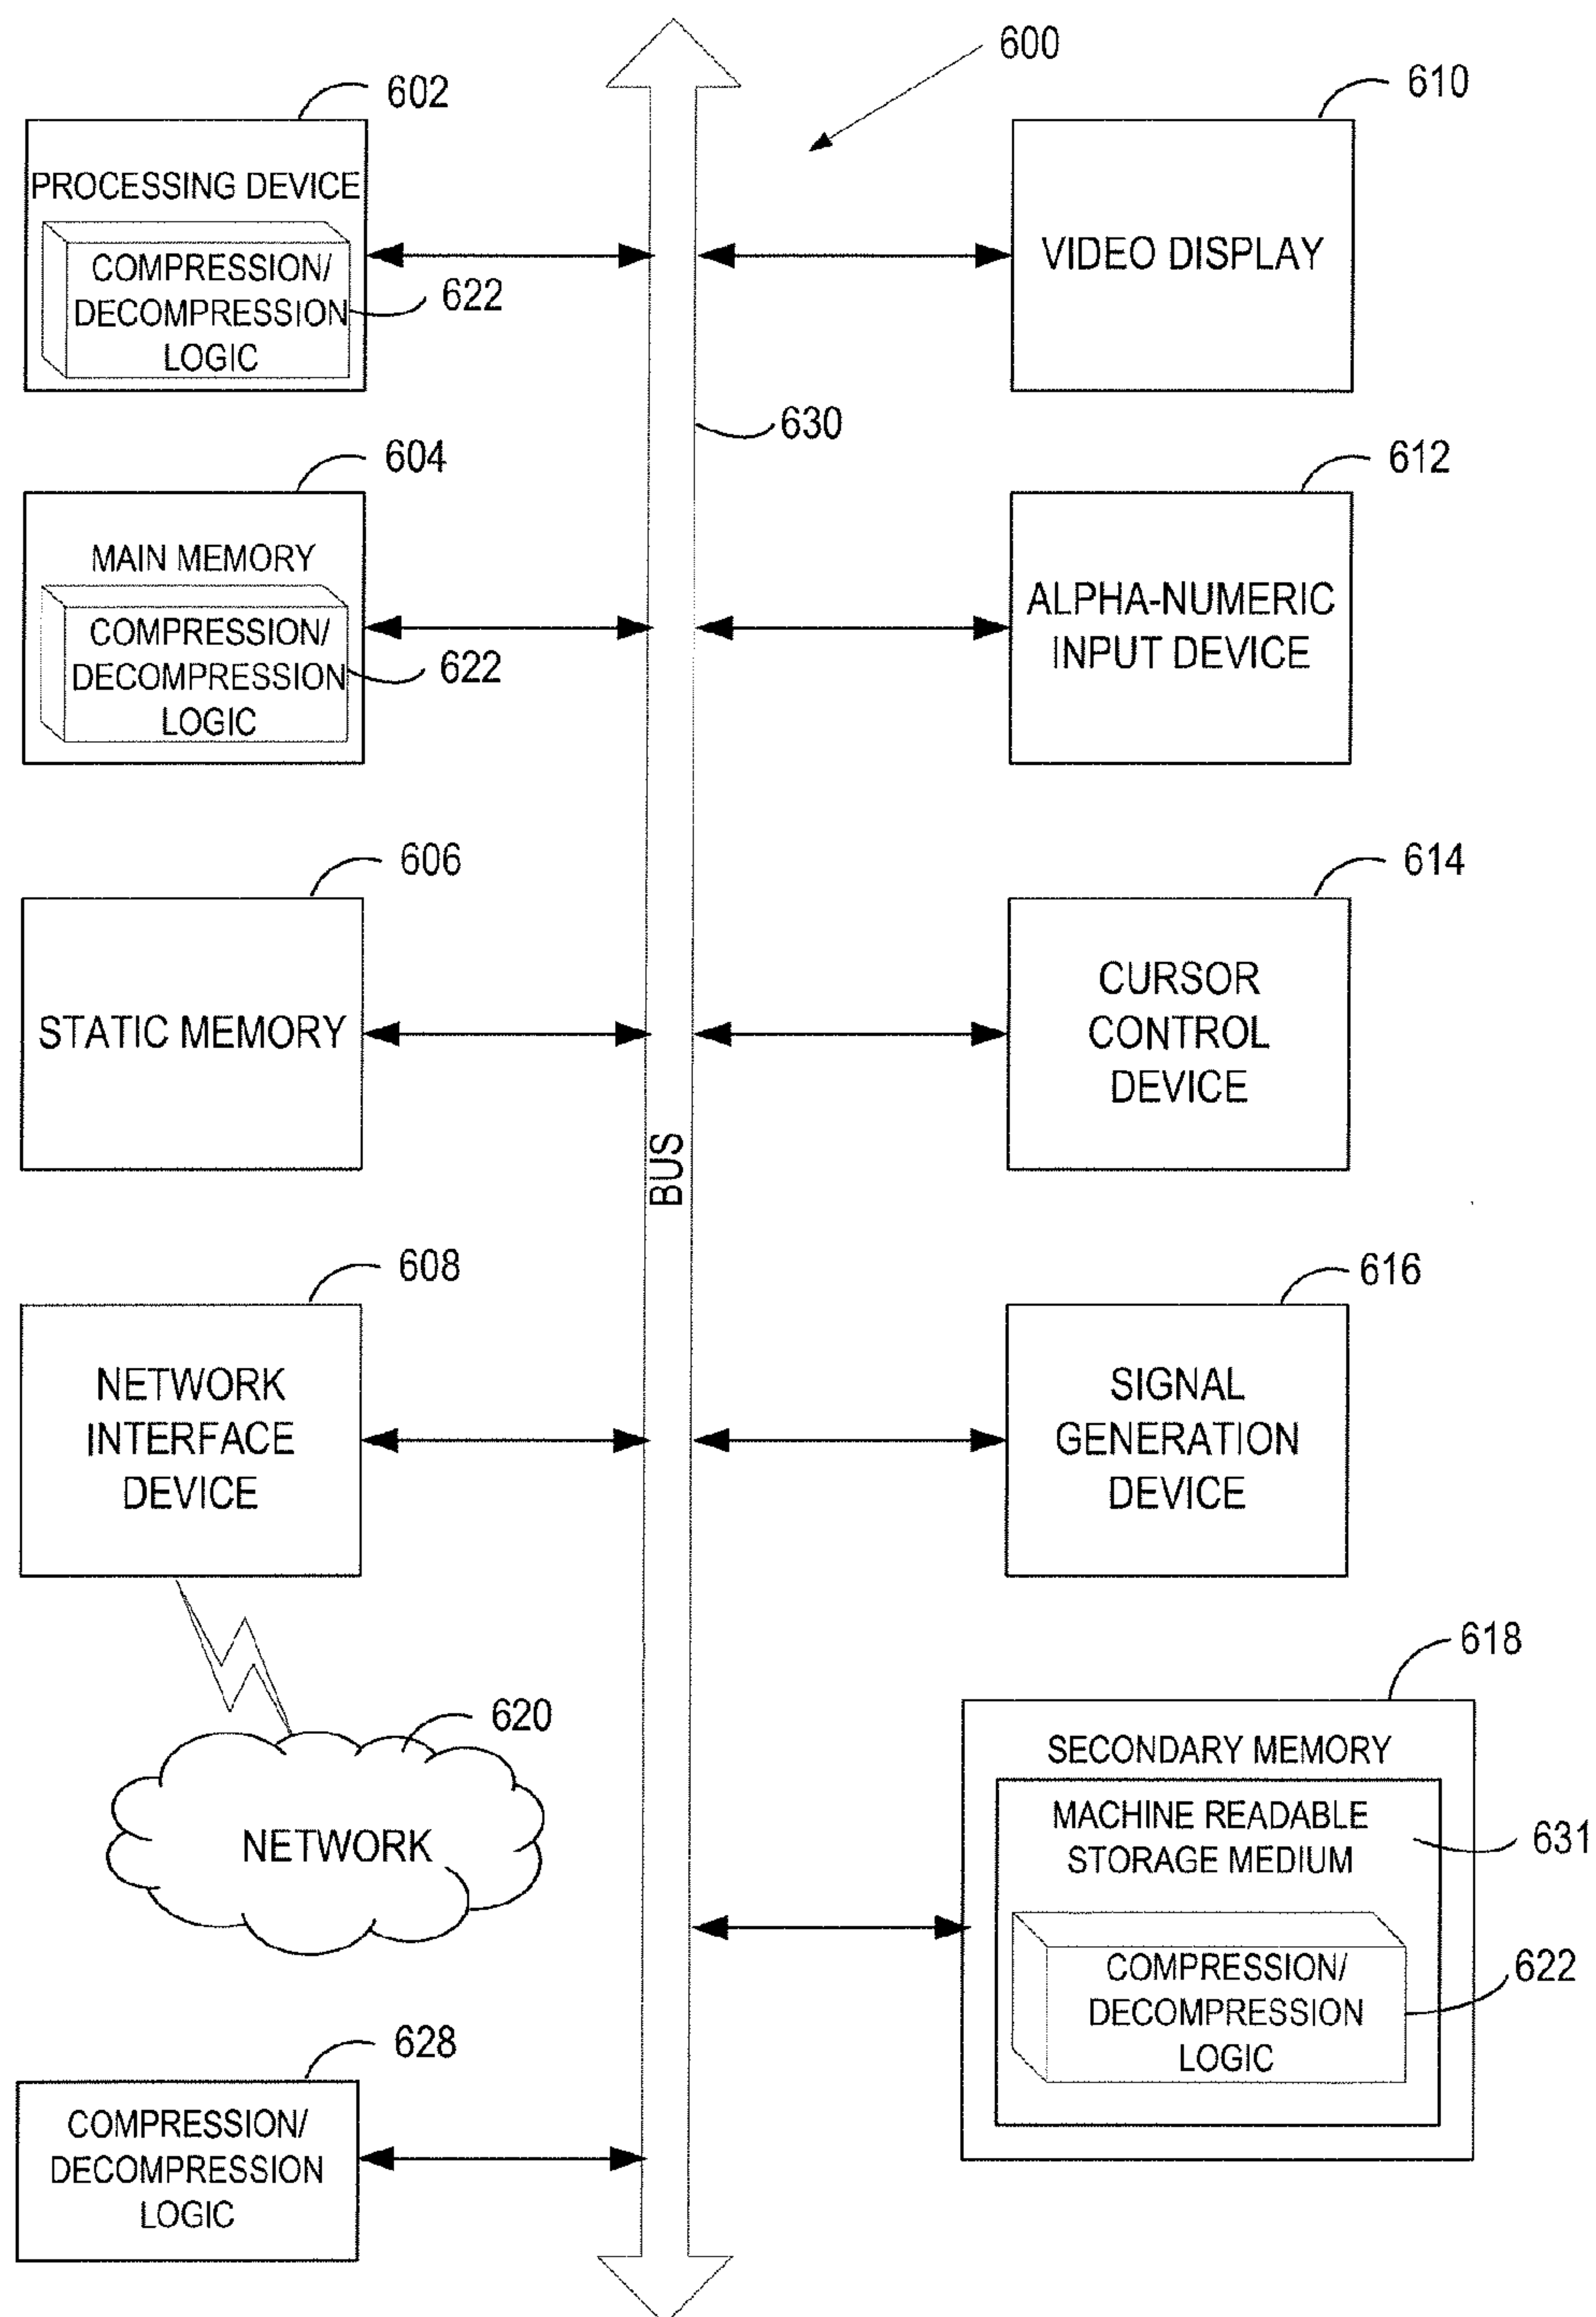 600
602
PROCESSING DEVICE
COMPRESSION/
DECOMPRESSION
LOGIC
622
610
VIDEO DISPLAY
630
604
MAIN MEMORY
COMPRESSION/
DECOMPRESSION
LOGIC
622
612
ALPHA-NUMERIC
INPUT DEVICE
606
STATIC MEMORY
614
CURSOR
CONTROL
DEVICE
BUS
608
NETWORK
INTERFACE
DEVICE
616
SIGNAL
GENERATION
DEVICE
620
NETWORK
618
SECONDARY MEMORY
MACHINE READABLE
STORAGE MEDIUM
631
COMPRESSION/
DECOMPRESSION
LOGIC
622
628
COMPRESSION/
DECOMPRESSION
LOGIC